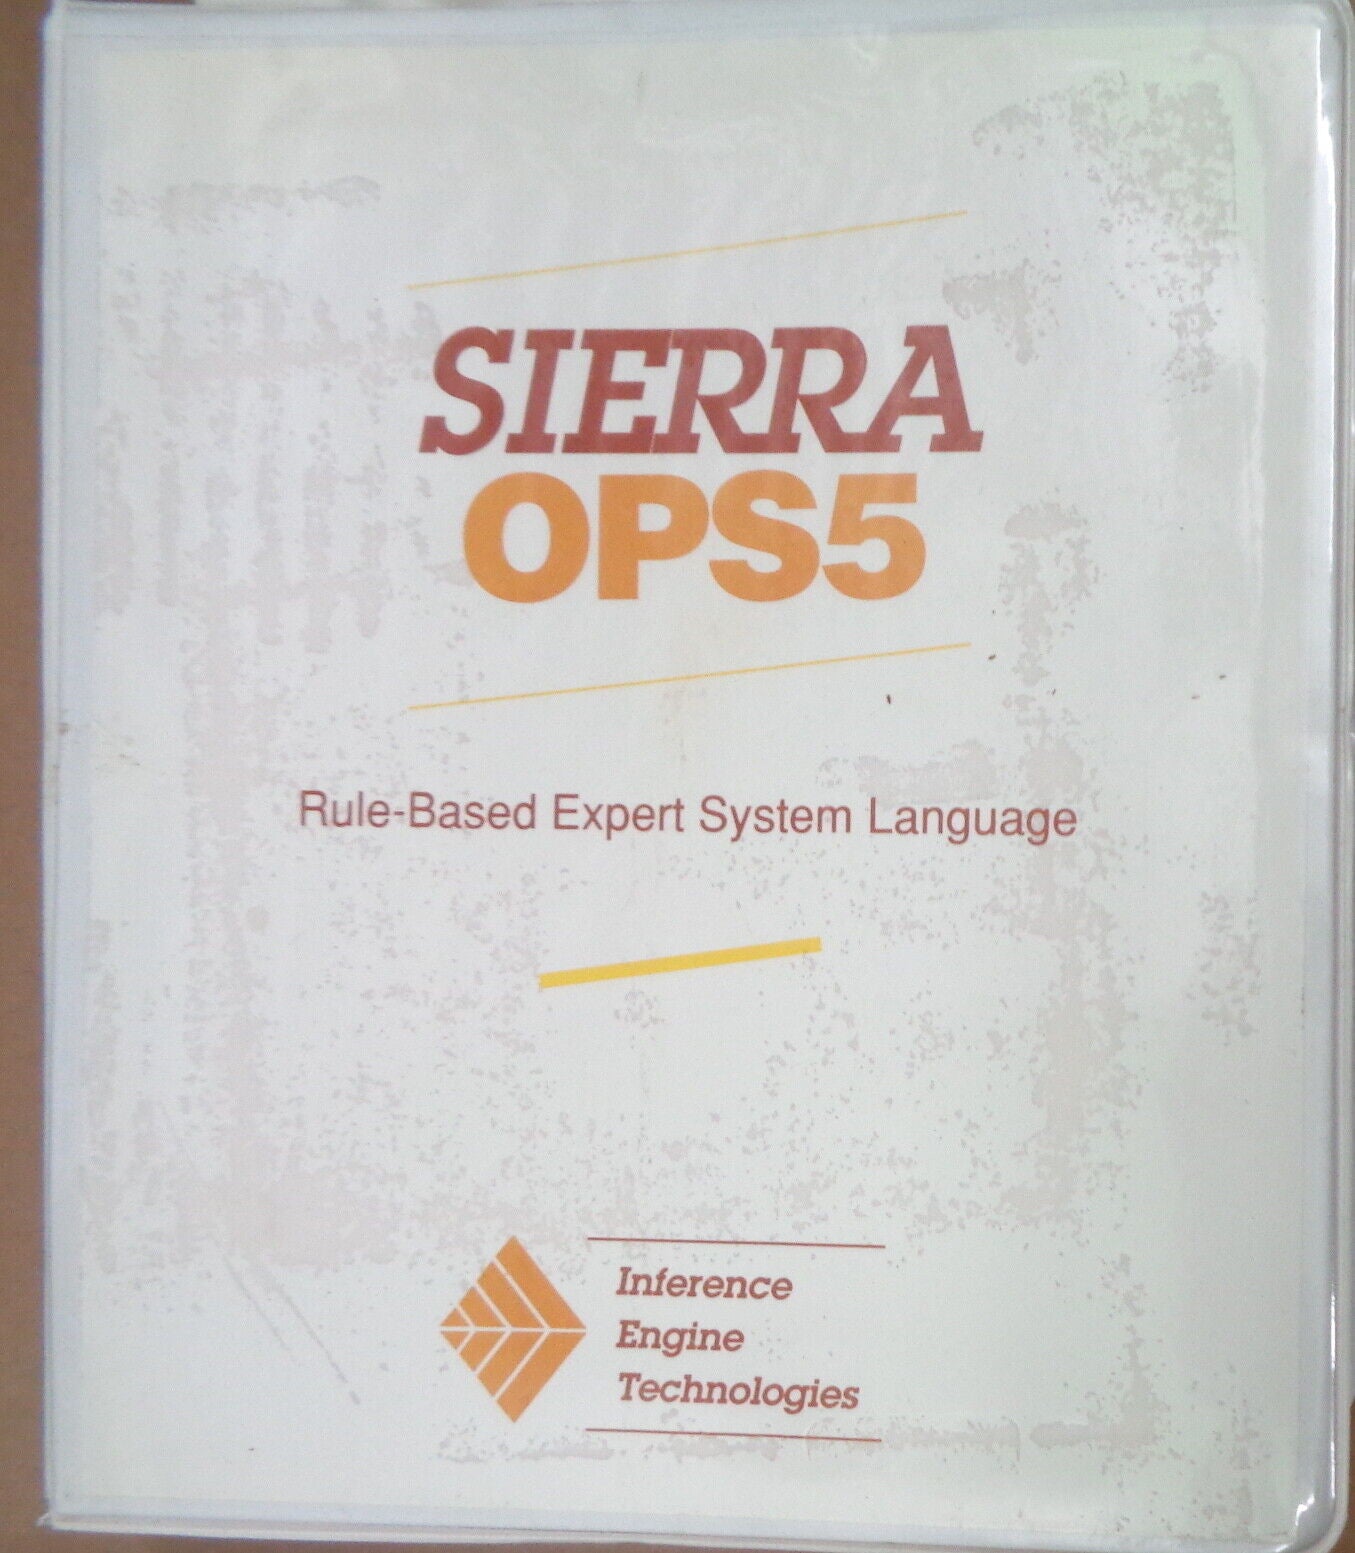 SIERRA
OPS5
Rule-Based Expert System Language
Inference
Engine
Technologies